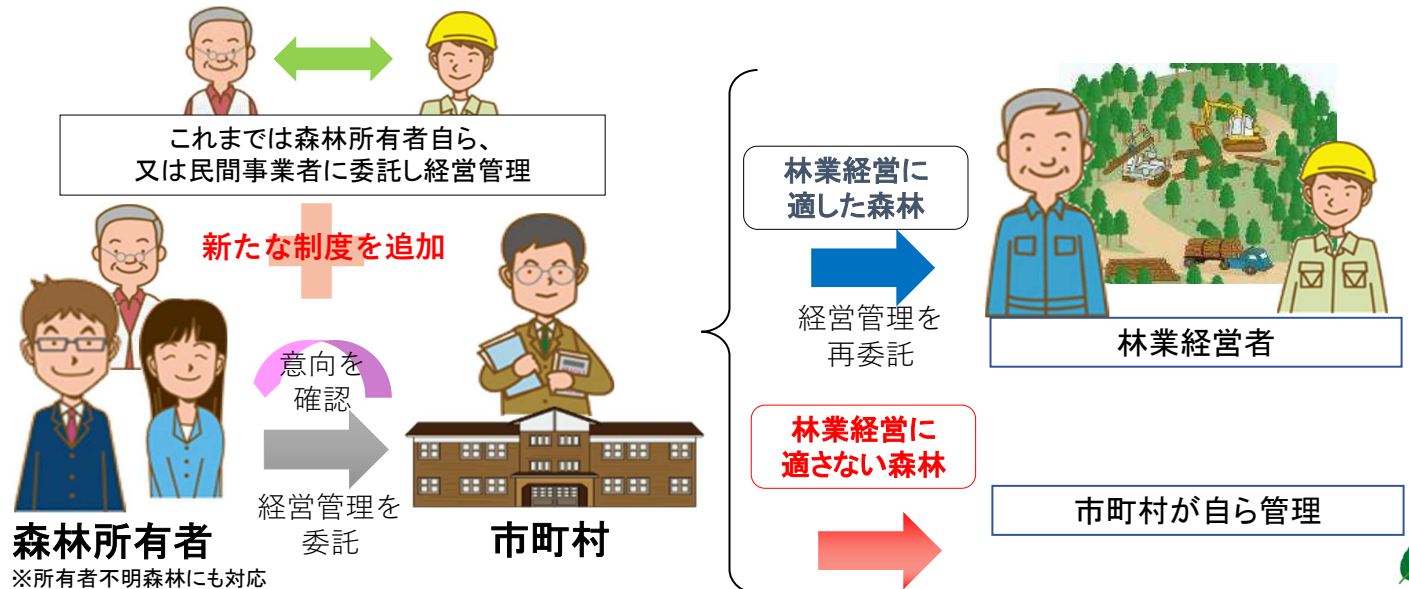 これまでは森林所有者自ら、
又は民間事業者に委託し経営管理
新たな制度を追加
意向を
確認
経営管理を
委託
森林所有者
※所有者不明森林にも対応
市町村
林業経営に
適した森林
経営管理を
再委託
林業経営者
林業経営に
適さない森林
市町村が自ら管理